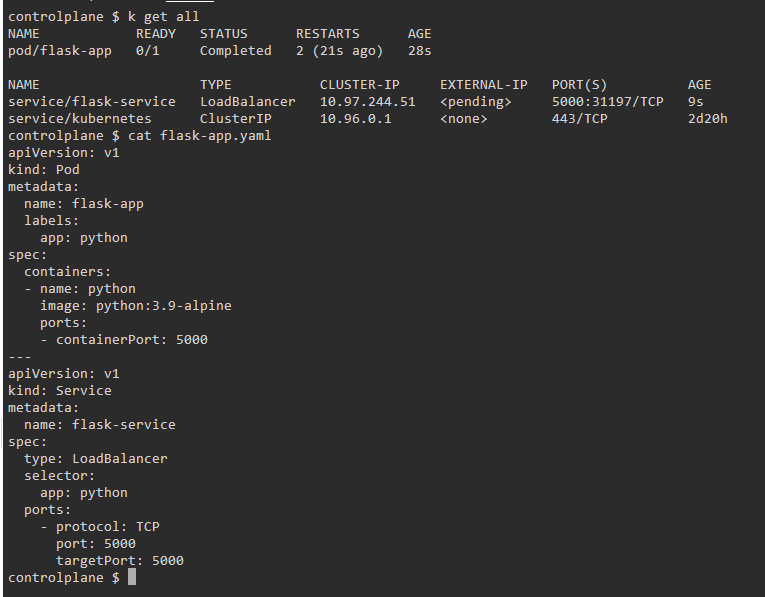 controlplane $ k get all
NAME READY STATUS RESTARTS AGE
pod/flask-app 0/1 Completed 2 (21s ago) 28s
NAME TYPE CLUSTER-IP EXTERNAL-IP PORT(S) AGE
service/flask-service LoadBalancer 10.97.244.51 <pending> 5000:31197/TCP 9s
service/kubernetes ClusterIP 10.96.0.1 <none> 443/TCP 2d20h
controlplane $ cat flask-app.yaml
apiVersion: v1
kind: Pod
metadata:
  name: flask-app
  labels:
    app: python
spec:
  containers:
  - name: python
    image: python:3.9-alpine
    ports:
    - containerPort: 5000
---
apiVersion: v1
kind: Service
metadata:
  name: flask-service
spec:
  type: LoadBalancer
  selector:
    app: python
  ports:
    - protocol: TCP
      port: 5000
      targetPort: 5000
controlplane $